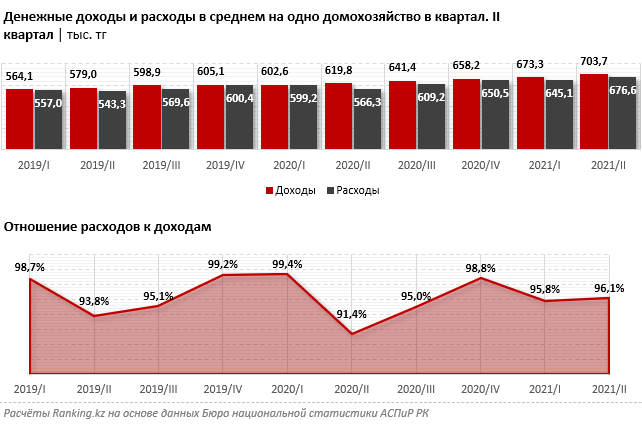 Денежные доходы и расходы в среднем на одно домохозяйство в квартал. II
квартал | тыс. тг
564,1 579,0 598,9 605,1 602,6 619,8 641,4 658,2 673,3 703,7
557,0 543,3 569,6 600,4 599,2 566,3 609,2 650,5 645,1 676,6
2019/I 2019/II 2019/III 2019/IV 2020/I 2020/II 2020/III 2020/IV 2021/I 2021/II
Доходы Расходы
Отношение расходов к доходам
98,7% 93,8% 95,1% 99,2% 99,4% 91,4% 95,0% 98,8% 95,8% 96,1%
2019/I 2019/II 2019/III 2019/IV 2020/I 2020/II 2020/III 2020/IV 2021/I 2021/II
Расчёты Ranking.kz на основе данных Бюро национальной статистики АСПиР РК